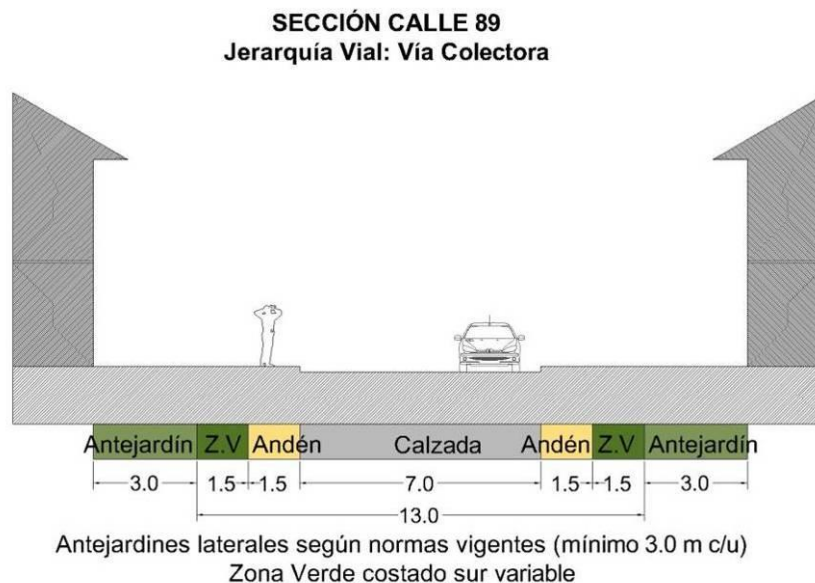 SECCIÓN CALLE 89
Jerarquía Vial: Vía Colectora
Antejardín Z.V Andén Calzada Andén Z.V Antejardín
3.0 1.5 1.5 7.0 1.5 1.5 3.0
13.0
Antejardines laterales según normas vigentes (mínimo 3.0 m c/u)
Zona Verde costado sur variable